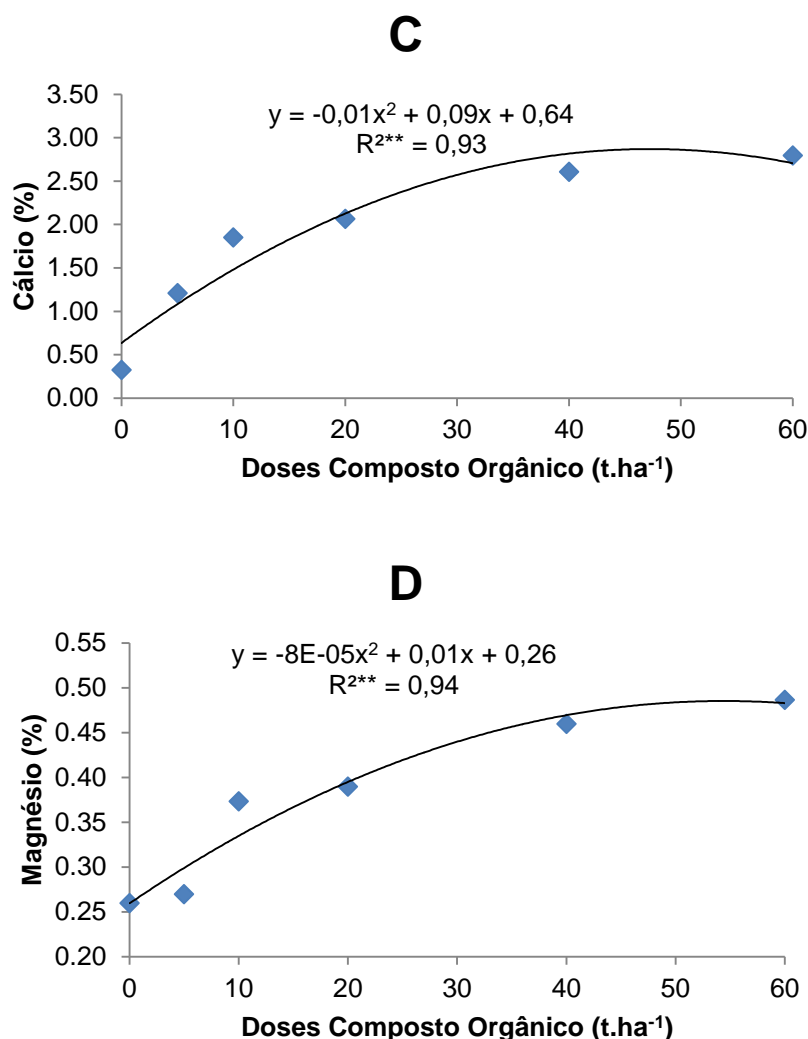 C
3.50
3.00
2.50
2.00
1.50
1.00
0.50
0.00
Cálcio (%)
y = -0,01x² + 0,09x + 0,64
R²** = 0,93
0 10 20 30 40 50 60
Doses Composto Orgânico (t.ha⁻¹)
D
0.55
0.50
0.45
0.40
0.35
0.30
0.25
0.20
Magnésio (%)
y = -8E-05x² + 0,01x + 0,26
R²** = 0,94
0 10 20 30 40 50 60
Doses Composto Orgânico (t.ha⁻¹)